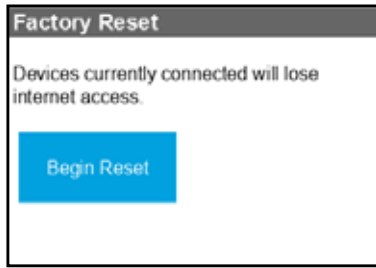 Factory Reset
Devices currently connected will lose
internet access.
Begin Reset